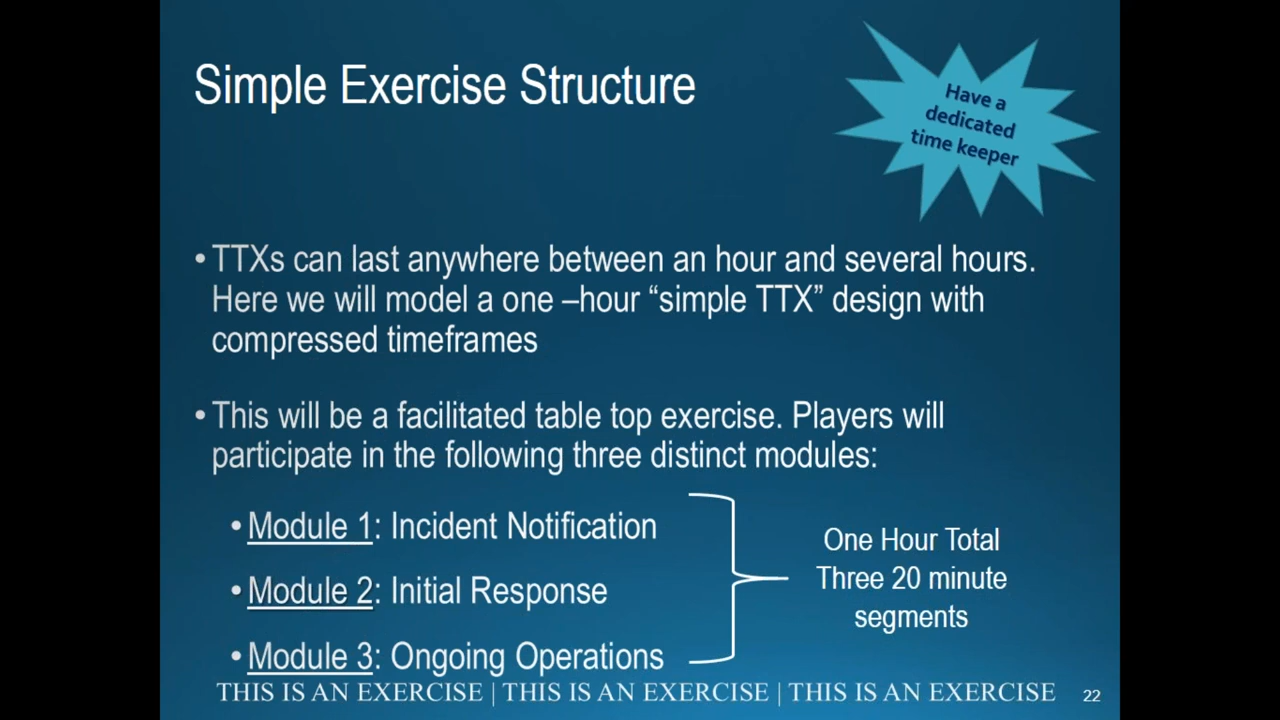 Simple Exercise Structure
Have a
dedicated
time keeper
•TTXs can last anywhere between an hour and several hours.
Here we will model a one –hour “simple TTX” design with
compressed timeframes
•This will be a facilitated table top exercise. Players will
participate in the following three distinct modules:
•Module 1: Incident Notification
•Module 2: Initial Response
•Module 3: Ongoing Operations
One Hour Total
Three 20 minute
segments
THIS IS AN EXERCISE | THIS IS AN EXERCISE | THIS IS AN EXERCISE
22